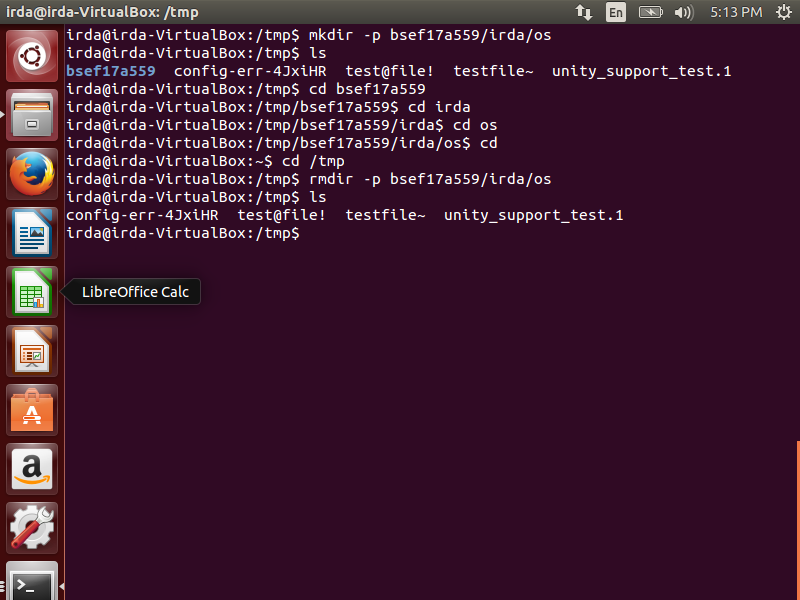 irda@irda-VirtualBox: /tmp
En
5:13 PM
irda@irda-VirtualBox:/tmp$ mkdir -p bsef17a559/irda/os
irda@irda-VirtualBox:/tmp$ ls
bsef17a559  config-err-4JxiHR  test@file!  testfile~  unity_support_test.1
irda@irda-VirtualBox:/tmp$ cd bsef17a559
irda@irda-VirtualBox:/tmp/bsef17a559$ cd irda
irda@irda-VirtualBox:/tmp/bsef17a559/irda$ cd os
irda@irda-VirtualBox:/tmp/bsef17a559/irda/os$ cd
irda@irda-VirtualBox:~$ cd /tmp
irda@irda-VirtualBox:/tmp$ rmdir -p bsef17a559/irda/os
irda@irda-VirtualBox:/tmp$ ls
config-err-4JxiHR  test@file!  testfile~  unity_support_test.1
irda@irda-VirtualBox:/tmp$
LibreOffice Calc
A
a
>_